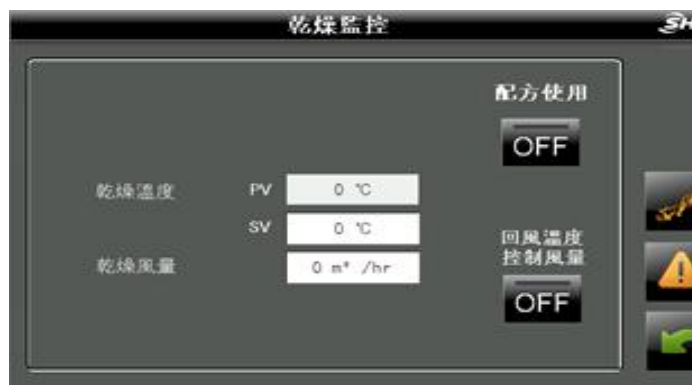 乾燥監控
SH
配方使用
OFF
乾燥溫度 PV 0 ℃
SV 0 ℃
乾燥風量 0 m³ /hr
回風溫度
控制風量
OFF